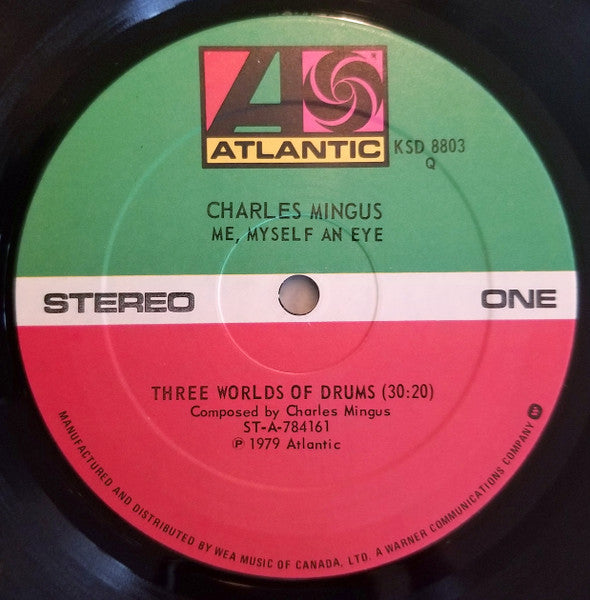 ATLANTIC
KSD 8803
Q
CHARLES MINGUS
ME, MYSELF AN EYE
STEREO
ONE
THREE WORLDS OF DRUMS (30:20)
Composed by Charles Mingus
ST-A-784161
℗ 1979 Atlantic
MANUFACTURED AND DISTRIBUTED BY WEA MUSIC OF CANADA, LTD. A WARNER COMMUNICATIONS COMPANY W